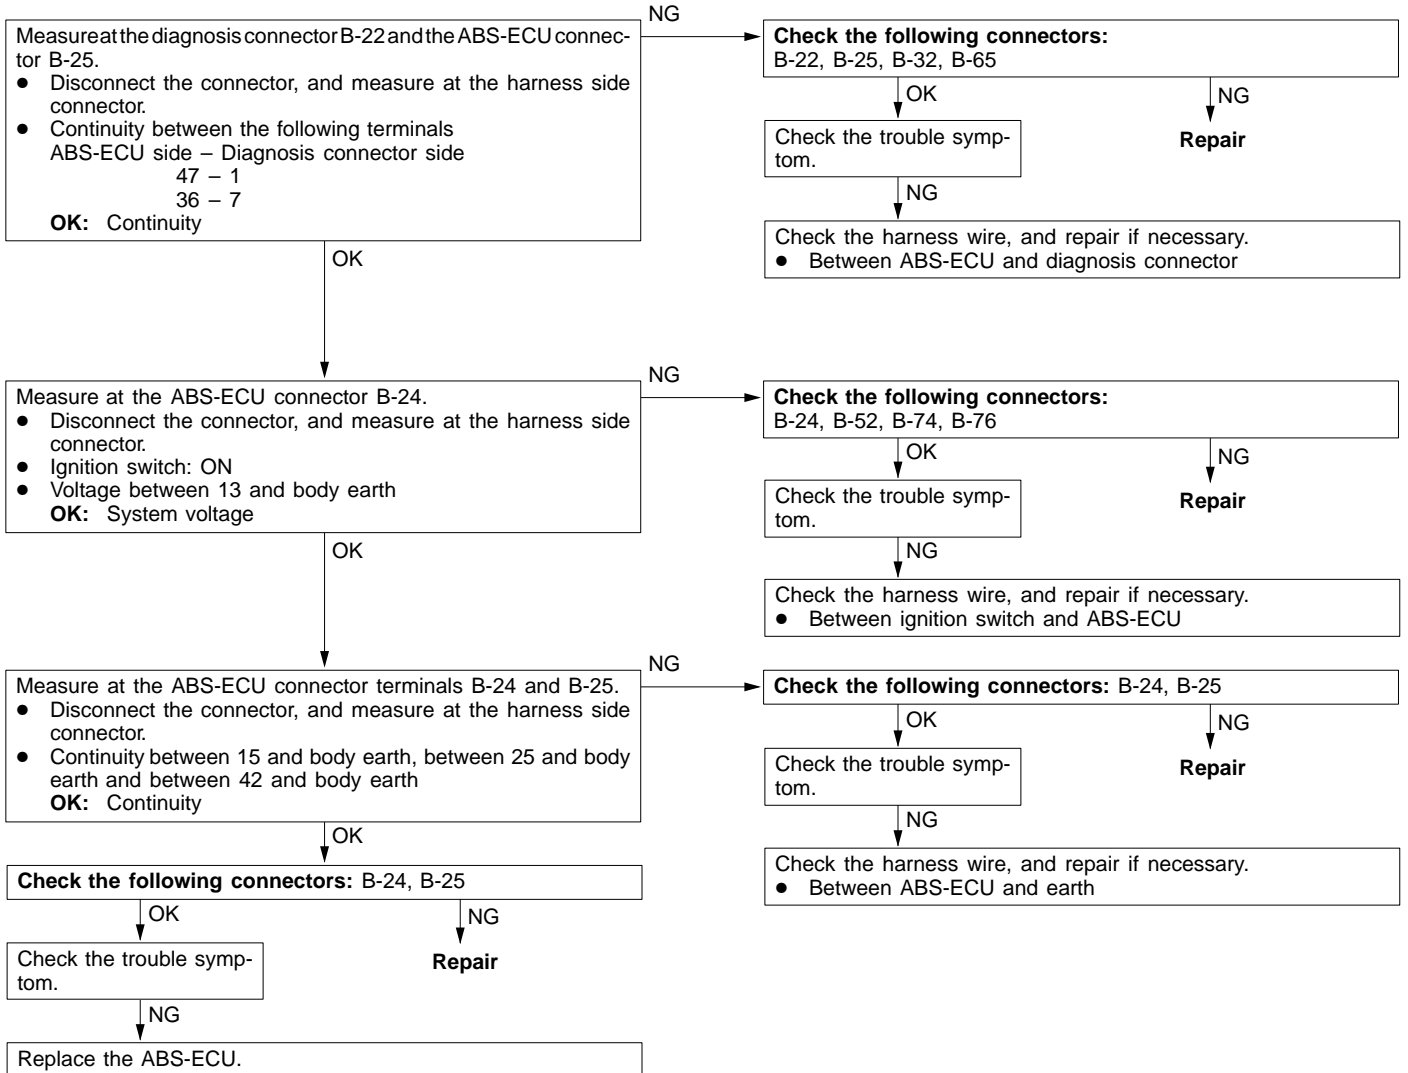 Measure at the diagnosis connector B-22 and the ABS-ECU connec-
tor B-25.
● Disconnect the connector, and measure at the harness side
connector.
● Continuity between the following terminals
ABS-ECU side – Diagnosis connector side
47 – 1
36 – 7
OK: Continuity
NG
Check the following connectors:
B-22, B-25, B-32, B-65
OK
NG
Check the trouble symp-
tom.
Repair
NG
Check the harness wire, and repair if necessary.
● Between ABS-ECU and diagnosis connector
OK
Measure at the ABS-ECU connector B-24.
● Disconnect the connector, and measure at the harness side
connector.
● Ignition switch: ON
● Voltage between 13 and body earth
OK: System voltage
NG
Check the following connectors:
B-24, B-52, B-74, B-76
OK
NG
Check the trouble symp-
tom.
Repair
NG
Check the harness wire, and repair if necessary.
● Between ignition switch and ABS-ECU
OK
Measure at the ABS-ECU connector terminals B-24 and B-25.
● Disconnect the connector, and measure at the harness side
connector.
● Continuity between 15 and body earth, between 25 and body
earth and between 42 and body earth
OK: Continuity
NG
Check the following connectors: B-24, B-25
OK
NG
Check the trouble symp-
tom.
Repair
NG
Check the harness wire, and repair if necessary.
● Between ABS-ECU and earth
OK
Check the following connectors: B-24, B-25
OK
NG
Check the trouble symp-
tom.
Repair
NG
Replace the ABS-ECU.